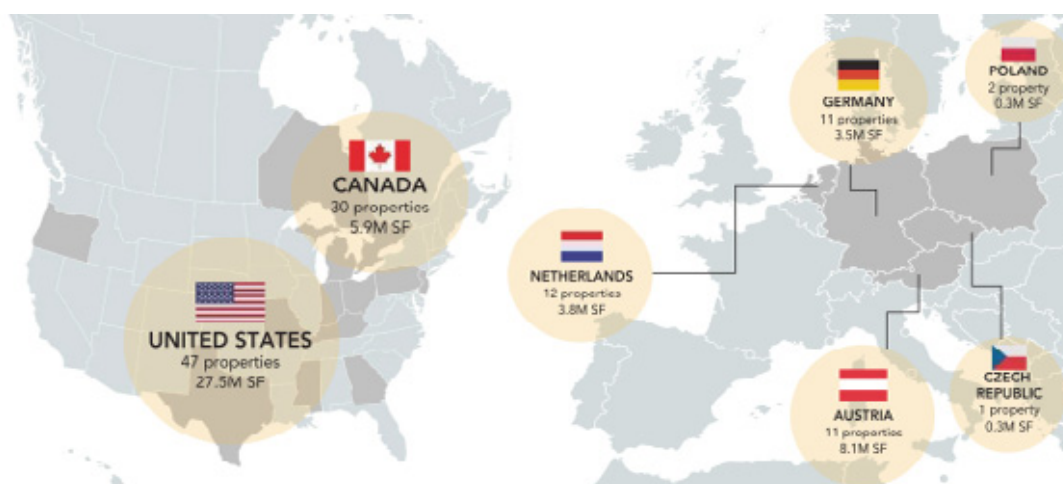 CANADA
30 properties
5.9M SF
UNITED STATES
47 properties
27.5M SF
GERMANY
11 properties
3.5M SF
POLAND
2 property
0.3M SF
NETHERLANDS
12 properties
3.8M SF
AUSTRIA
11 properties
8.1M SF
CZECH
REPUBLIC
1 property
0.3M SF